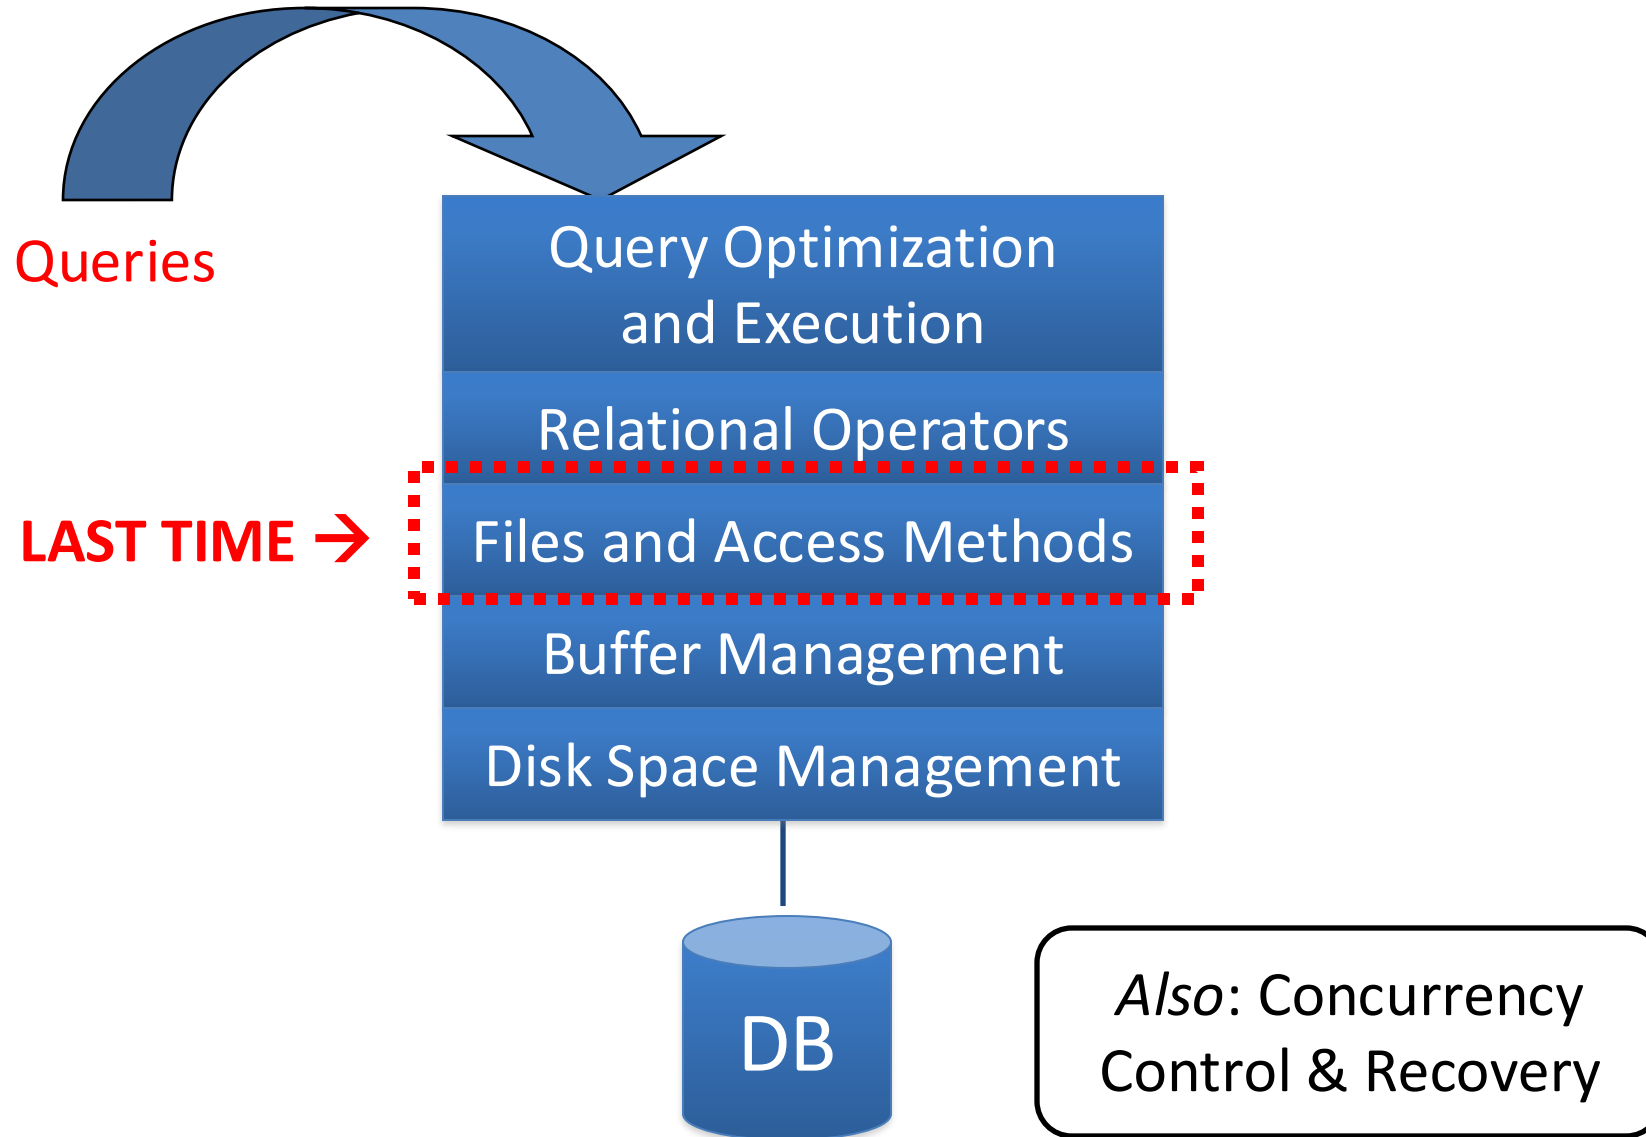 Queries
Query Optimization
and Execution
Relational Operators
LAST TIME →
Files and Access Methods
Buffer Management
Disk Space Management
DB
Also: Concurrency
Control & Recovery